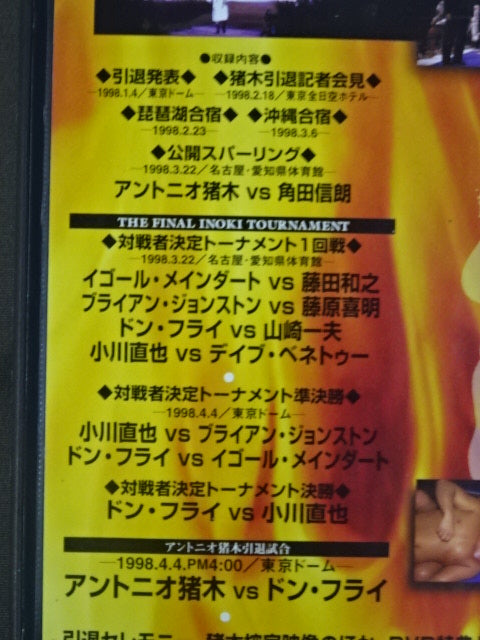 ●収録内容●
◆引退発表◆ ◆猪木引退記者会見◆
―1998.1.4／東京ドーム― ―1998.2.18／東京全日空ホテル―
◆琵琶湖合宿◆ ◆沖縄合宿◆
―1998.2.23― ―1998.3.6―
◆公開スパーリング◆
―1998.3.22／名古屋・愛知県体育館―
アントニオ猪木 vs 角田信朗
THE FINAL INOKI TOURNAMENT
◆対戦者決定トーナメント1回戦◆
―1998.3.22／名古屋・愛知県体育館―
イゴール・メインダート vs 藤田和之
ブライアン・ジョンストン vs 藤原喜明
ドン・フライ vs 山崎一夫
小川直也 vs デイブ・ベネトゥー
◆対戦者決定トーナメント準決勝◆
―1998.4.4／東京ドーム―
小川直也 vs ブライアン・ジョンストン
ドン・フライ vs イゴール・メインダート
◆対戦者決定トーナメント決勝◆
ドン・フライ vs 小川直也
アントニオ猪木引退試合
―1998.4.4.PM4:00／東京ドーム―
アントニオ猪木 vs ドン・フライ